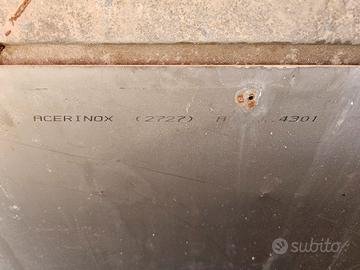 ACERINOX (2727) A ..4301
subito